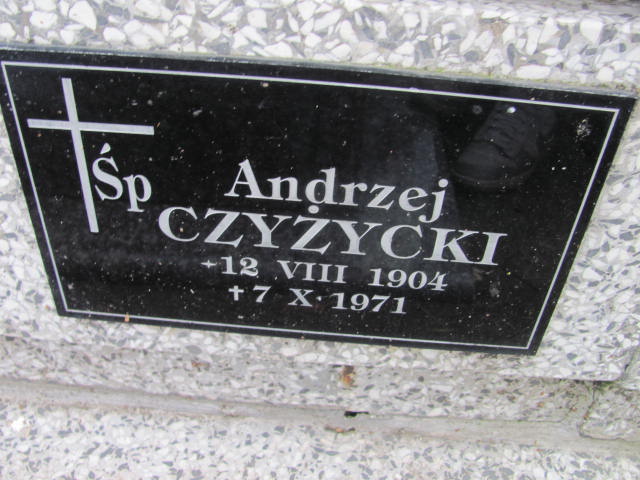 Śp Andrzej
CZYŻYCKI
+12 VIII 1904
✝7 X 1971